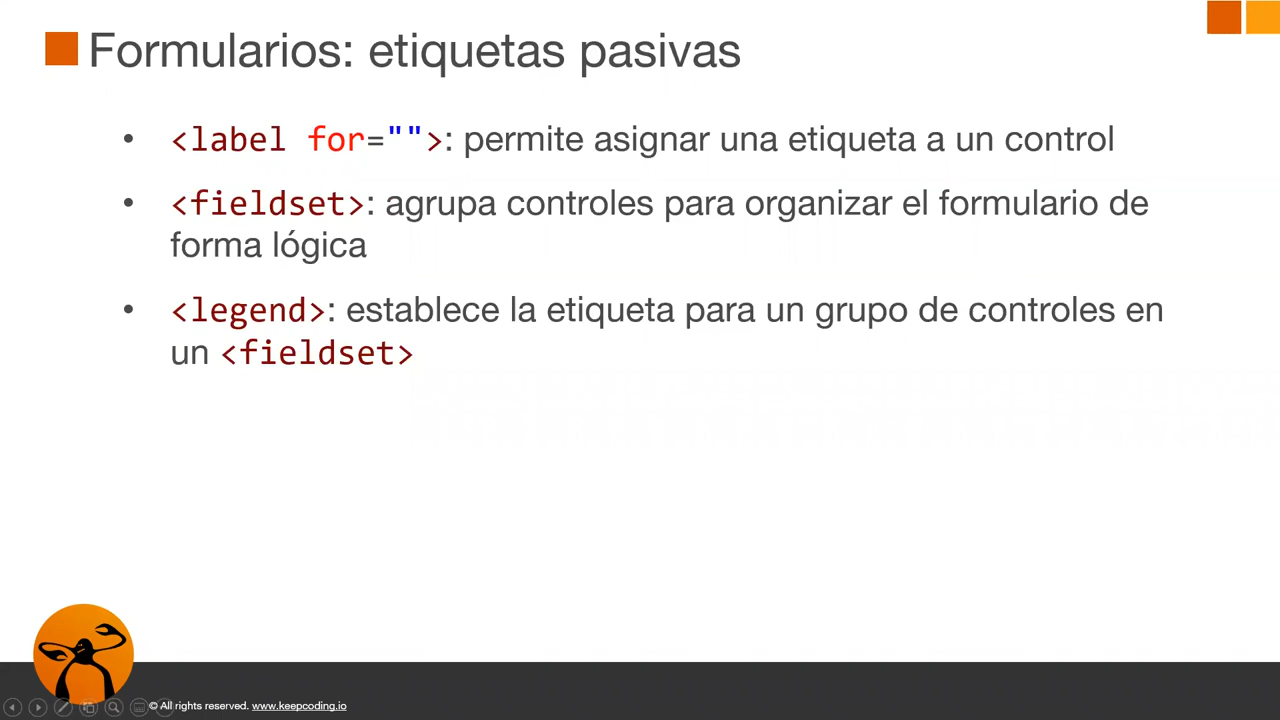 Formularios: etiquetas pasivas
• <label for="">: permite asignar una etiqueta a un control
• <fieldset>: agrupa controles para organizar el formulario de
forma lógica
• <legend>: establece la etiqueta para un grupo de controles en
un <fieldset>
© All rights reserved. www.keepcoding.io